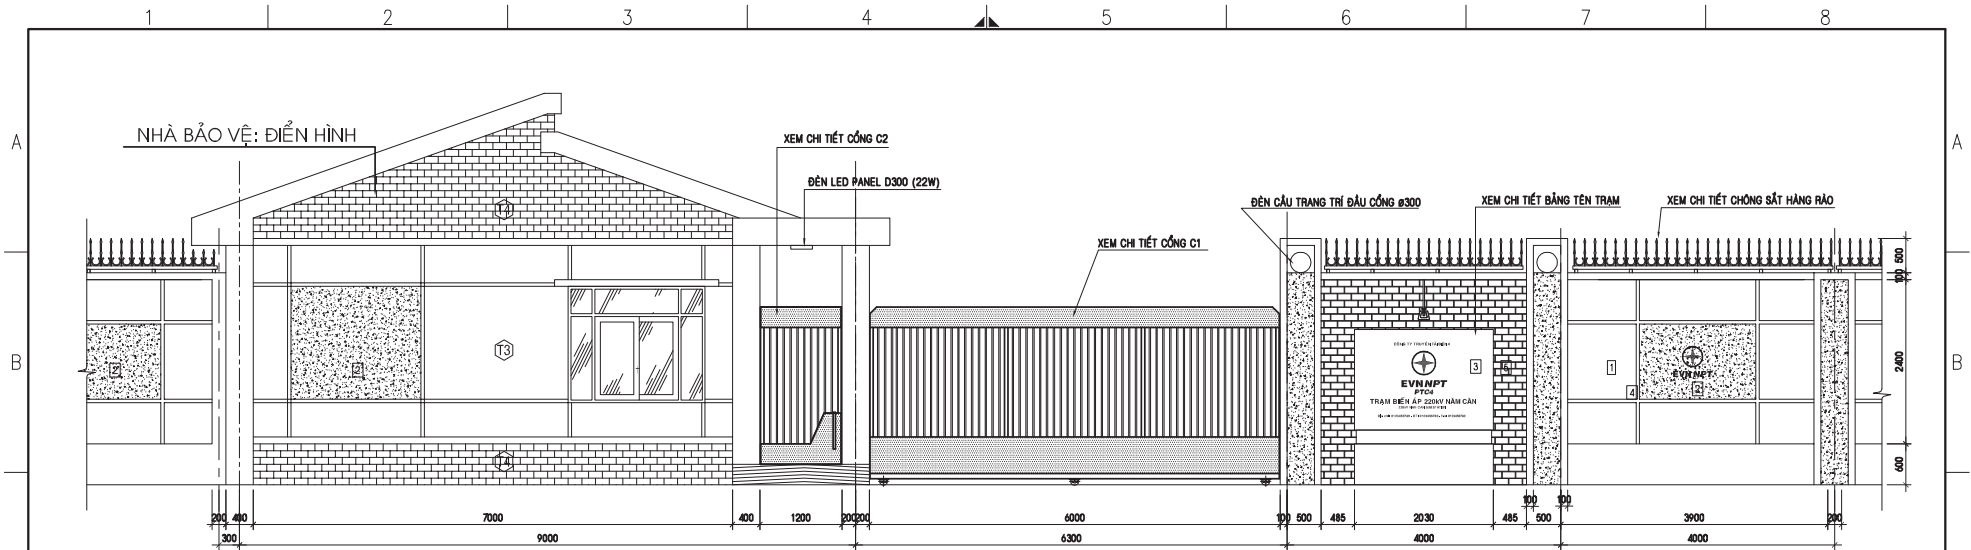 1 2 3 4 5 6 7 8
A A
NHÀ BẢO VỆ: ĐIỂN HÌNH
XEM CHI TIẾT CỔNG C2
ĐÈN LED PANEL D300 (22W)
ĐÈN CẦU TRANG TRÍ ĐẦU CỔNG ø300
XEM CHI TIẾT BẢNG TÊN TRẠM
XEM CHI TIẾT CHÔNG SẮT HÀNG RÀO
XEM CHI TIẾT CỔNG C1
T4
500
100
B B
2
2
T3
EVNNPT
PTC4
TRẠM BIẾN ÁP 220kV NĂM CĂN
3
1
4
EVNNPT
2400
T4
600
100 100
200 400 7000 400 1200 200 200 6000 100 500 485 2030 485 500 3900 200
300 9000 6300 4000 4000